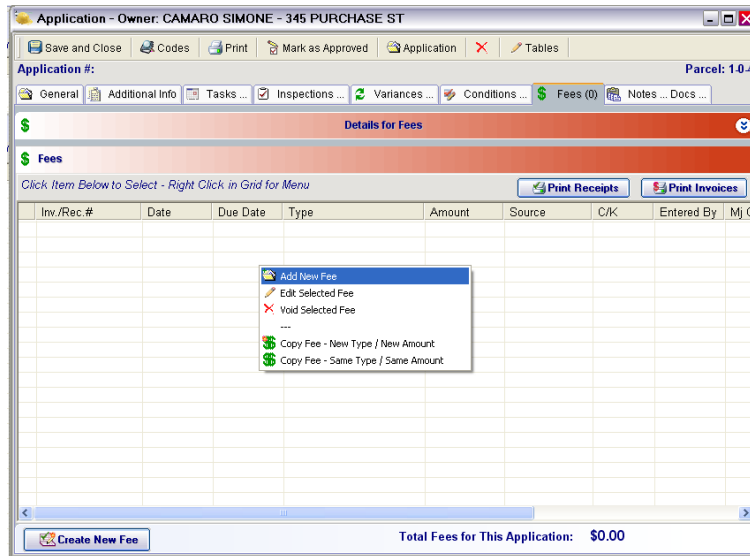 Application - Owner: CAMARO SIMONE - 345 PURCHASE ST
Save and Close Codes Print Mark as Approved Application Tables
Application #: Parcel: 1-0-
General Additional Info Tasks ... Inspections ... Variances ... Conditions ... $ Fees (0) Notes ... Docs ...
$ Details for Fees
$ Fees
Click Item Below to Select - Right Click in Grid for Menu Print Receipts Print Invoices
Inv./Rec.# Date Due Date Type Amount Source C/K Entered By Mj
Add New Fee
Edit Selected Fee
Void Selected Fee
---
Copy Fee - New Type / New Amount
Copy Fee - Same Type / Same Amount
Create New Fee Total Fees for This Application: $0.00